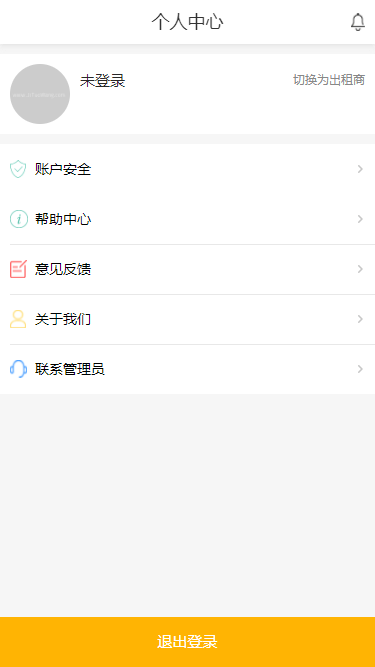 个人中心
未登录
切换为出租商
账户安全
帮助中心
意见反馈
关于我们
联系管理员
退出登录